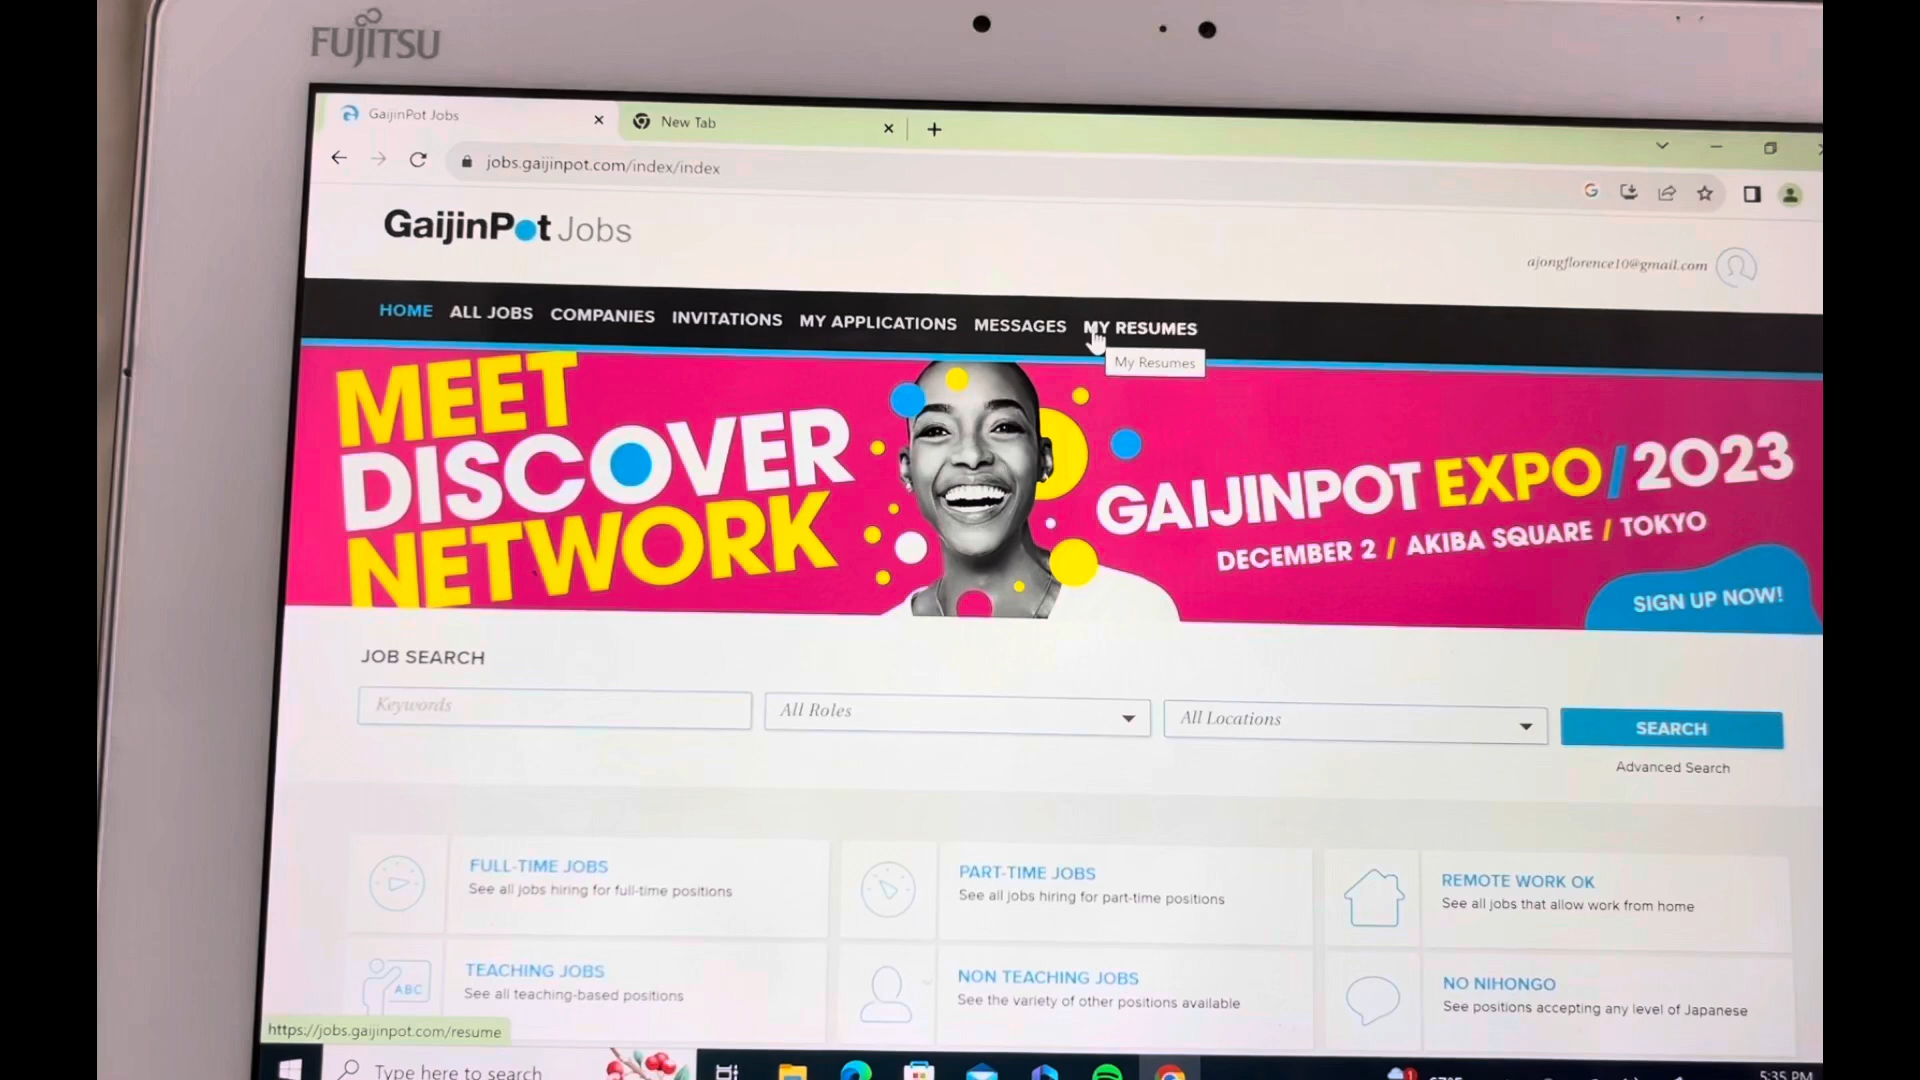 FUJITSU
GaijinPot Jobs
New Tab
jobs.gaijinpot.com/index/index
GaijinPot Jobs
ajongflorence10@gmail.com
HOME ALL JOBS COMPANIES INVITATIONS MY APPLICATIONS MESSAGES MY RESUMES
My Resumes
MEET
DISCOVER
NETWORK
GAIJINPOT EXPO/2023
DECEMBER 2 / AKIBA SQUARE / TOKYO
SIGN UP NOW!
JOB SEARCH
Keywords
All Roles
All Locations
SEARCH
Advanced Search
FULL-TIME JOBS
See all jobs hiring for full-time positions
PART-TIME JOBS
See all jobs hiring for part-time positions
REMOTE WORK OK
See all jobs that allow work from home
ABC
TEACHING JOBS
See all teaching-based positions
NON TEACHING JOBS
See the variety of other positions available
NO NIHONGO
See positions accepting any level of Japanese
https://jobs.gaijinpot.com/resume
Type here to search
1
5:35 PM